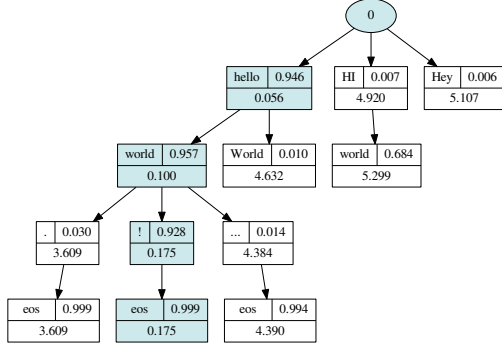 0
hello 0.946 HI 0.007 Hey 0.006
0.056 4.920 5.107
world 0.957 World 0.010 world 0.684
0.100 4.632 5.299
. 0.030 ! 0.928 ... 0.014
3.609 0.175 4.384
eos 0.999 eos 0.999 eos 0.994
3.609 0.175 4.390